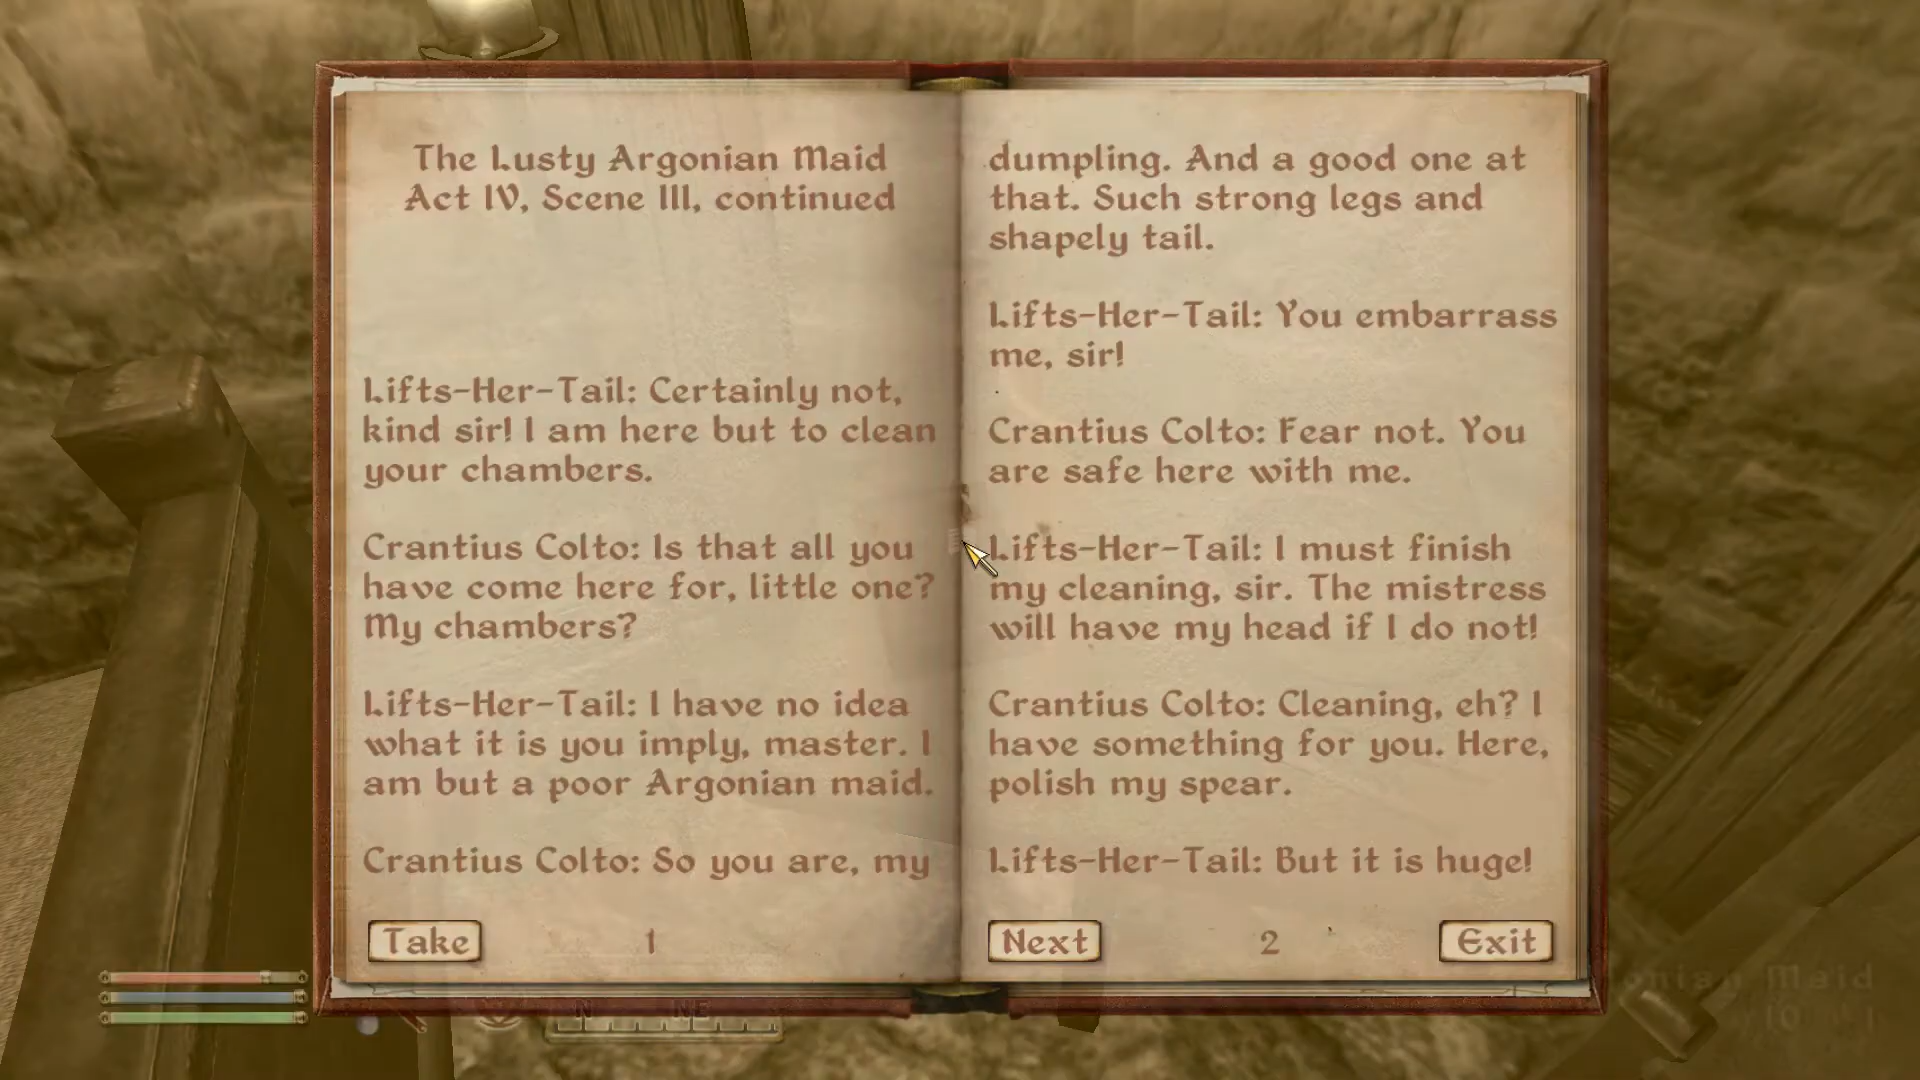 The Lusty Argonian Maid
Act IV, Scene III, continued
Lifts-Her-Tail: Certainly not,
kind sir! I am here but to clean
your chambers.
Crantius Colto: Is that all you
have come here for, little one?
My chambers?
Lifts-Her-Tail: I have no idea
what it is you imply, master. I
am but a poor Argonian maid.
Crantius Colto: So you are, my
Take
1
dumpling. And a good one at
that. Such strong legs and
shapely tail.
Lifts-Her-Tail: You embarrass
me, sir!
Crantius Colto: Fear not. You
are safe here with me.
Lifts-Her-Tail: I must finish
my cleaning, sir. The mistress
will have my head if I do not!
Crantius Colto: Cleaning, eh? I
have something for you. Here,
polish my spear.
Lifts-Her-Tail: But it is huge!
Next
2
Exit
N
NE
Maid